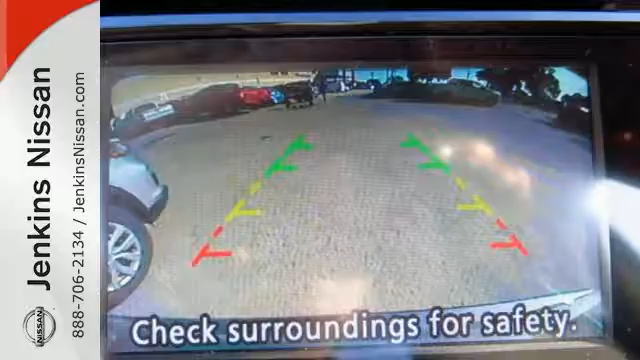 Jenkins Nissan
888-706-2134 / JenkinsNissan.com
NISSAN
Check surroundings for safety.